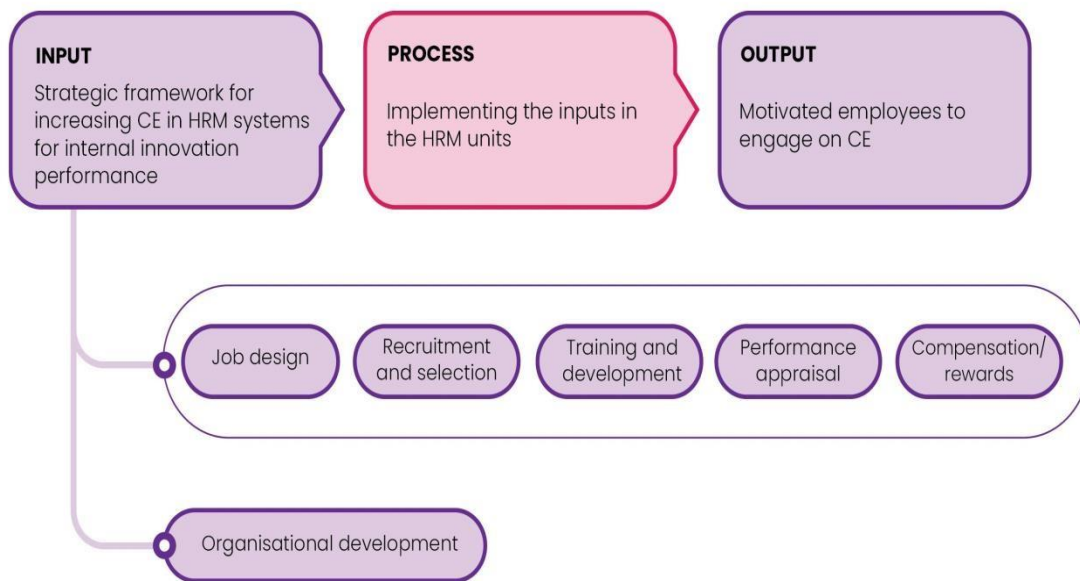 INPUT
Strategic framework for
increasing CE in HRM systems
for internal innovation
performance
PROCESS
Implementing the inputs in
the HRM units
OUTPUT
Motivated employees to
engage on CE
Job design
Recruitment
and selection
Training and
development
Performance
appraisal
Compensation/
rewards
Organisational development